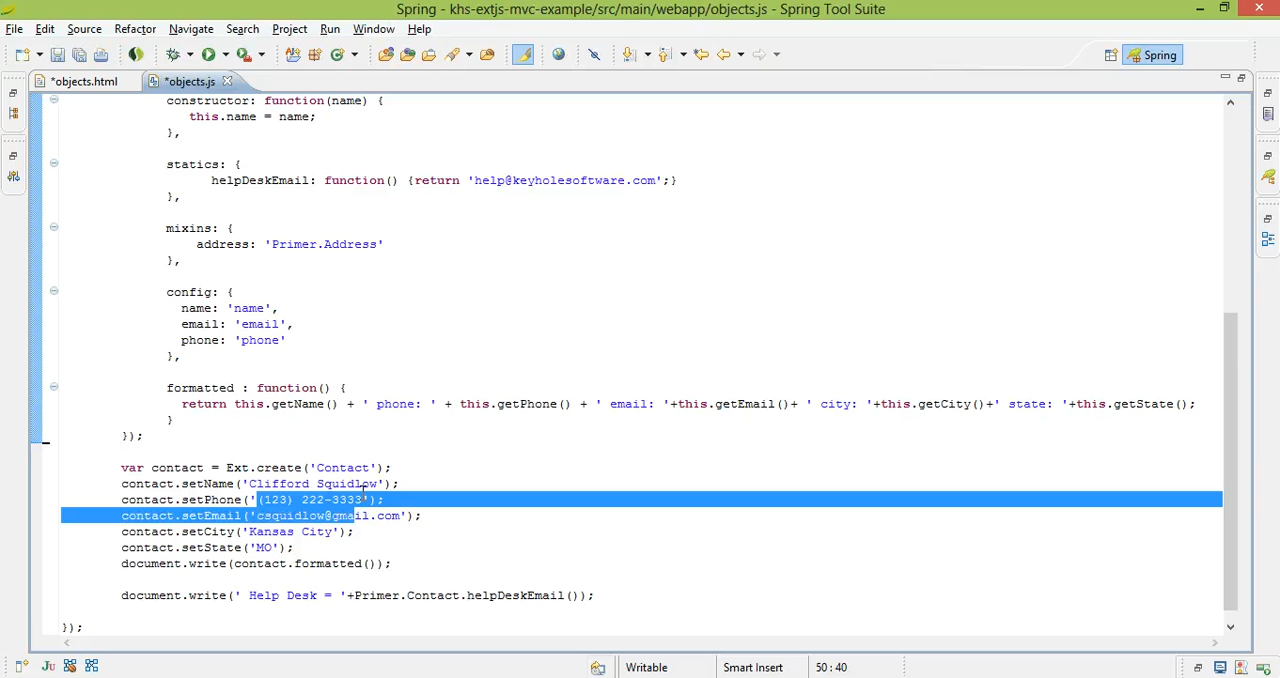 Spring - khs-extjs-mvc-example/src/main/webapp/objects.js - Spring Tool Suite
File Edit Source Refactor Navigate Search Project Run Window Help
Spring
*objects.html *objects.js
constructor: function(name) {
this.name = name;
},
statics: {
helpDeskEmail: function() {return 'help@keyholesoftware.com';}
},
mixins: {
address: 'Primer.Address'
},
config: {
name: 'name',
email: 'email',
phone: 'phone'
},
formatted : function() {
return this.getName() + ' phone: ' + this.getPhone() + ' email: '+this.getEmail()+ ' city: '+this.getCity()+' state: '+this.getState();
}
});
var contact = Ext.create('Contact');
contact.setName('Clifford Squidlow');
contact.setPhone('(123) 222-3333');
contact.setEmail('csquidlow@gmail.com');
contact.setCity('Kansas City');
contact.setState('MO');
document.write(contact.formatted());
document.write(' Help Desk = '+Primer.Contact.helpDeskEmail());
});
Ju Writable Smart Insert 50:40